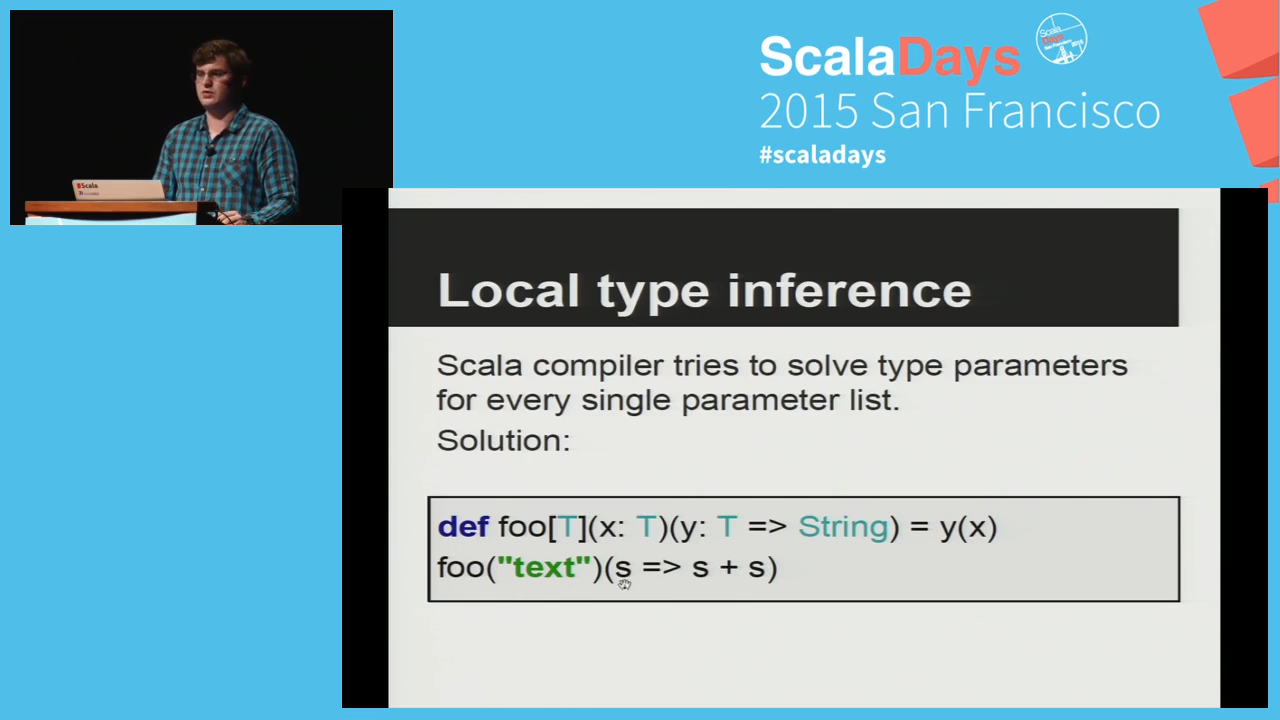 ScalaDays
2015 San Francisco
#scaladays
Scala
Local type inference
Scala compiler tries to solve type parameters
for every single parameter list.
Solution:
def foo[T](x: T)(y: T => String) = y(x)
foo("text")(s => s + s)